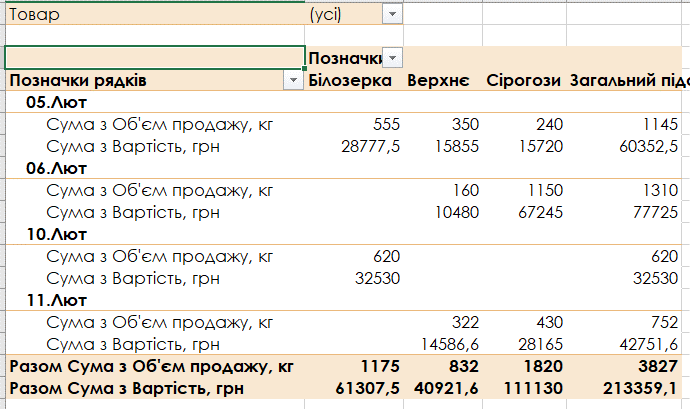 Товар (усі)
Позначки
Позначки рядків Білозерка Верхнє Сірогози Загальний підс
05.Лют
Сума з Об'єм продажу, кг 555 350 240 1145
Сума з Вартість, грн 28777,5 15855 15720 60352,5
06.Лют
Сума з Об'єм продажу, кг 160 1150 1310
Сума з Вартість, грн 10480 67245 77725
10.Лют
Сума з Об'єм продажу, кг 620 620
Сума з Вартість, грн 32530 32530
11.Лют
Сума з Об'єм продажу, кг 322 430 752
Сума з Вартість, грн 14586,6 28165 42751,6
Разом Сума з Об'єм продажу, кг 1175 832 1820 3827
Разом Сума з Вартість, грн 61307,5 40921,6 111130 213359,1